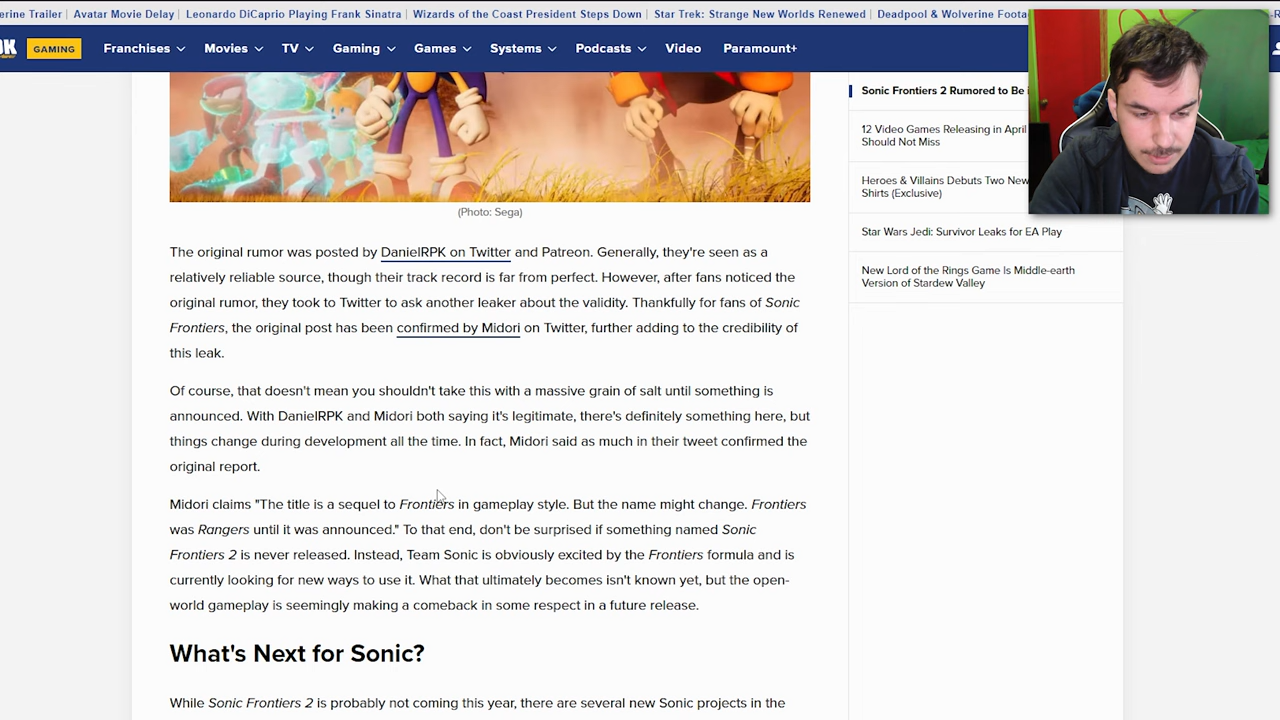 erine Trailer | Avatar Movie Delay | Leonardo DiCaprio Playing Frank Sinatra | Wizards of the Coast President Steps Down | Star Trek: Strange New Worlds Renewed | Deadpool & Wolverine Foota
OK GAMING Franchises Movies TV Gaming Games Systems Podcasts Video Paramount+
(Photo: Sega)
The original rumor was posted by DanielRPK on Twitter and Patreon. Generally, they're seen as a
relatively reliable source, though their track record is far from perfect. However, after fans noticed the
original rumor, they took to Twitter to ask another leaker about the validity. Thankfully for fans of Sonic
Frontiers, the original post has been confirmed by Midori on Twitter, further adding to the credibility of
this leak.
Of course, that doesn't mean you shouldn't take this with a massive grain of salt until something is
announced. With DanielRPK and Midori both saying it's legitimate, there's definitely something here, but
things change during development all the time. In fact, Midori said as much in their tweet confirmed the
original report.
Midori claims "The title is a sequel to Frontiers in gameplay style. But the name might change. Frontiers
was Rangers until it was announced." To that end, don't be surprised if something named Sonic
Frontiers 2 is never released. Instead, Team Sonic is obviously excited by the Frontiers formula and is
currently looking for new ways to use it. What that ultimately becomes isn't known yet, but the open-
world gameplay is seemingly making a comeback in some respect in a future release.
What's Next for Sonic?
While Sonic Frontiers 2 is probably not coming this year, there are several new Sonic projects in the
Sonic Frontiers 2 Rumored to Be i
12 Video Games Releasing in April
Should Not Miss
Heroes & Villains Debuts Two New
Shirts (Exclusive)
Star Wars Jedi: Survivor Leaks for EA Play
New Lord of the Rings Game Is Middle-earth
Version of Stardew Valley